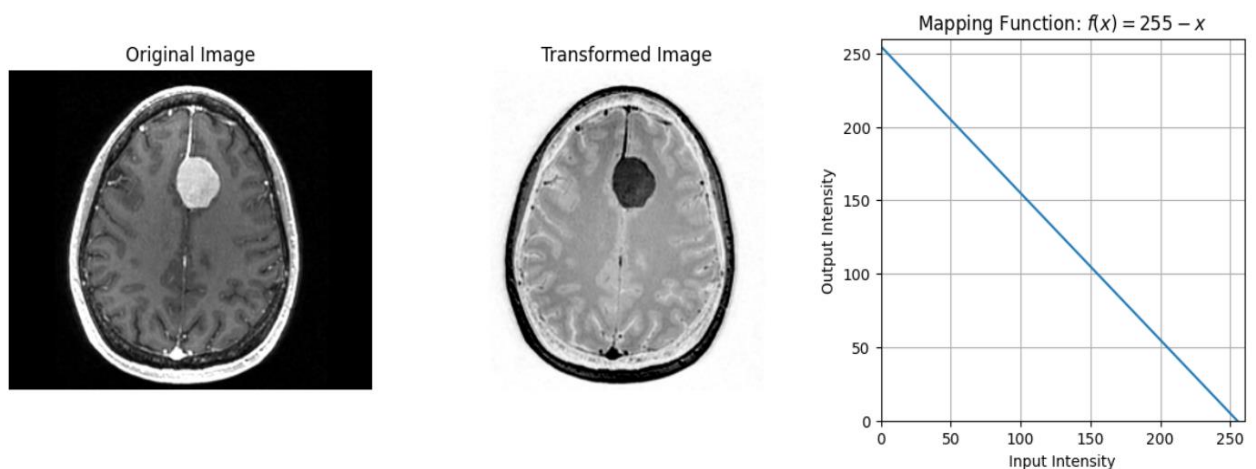 Original Image
Transformed Image
Mapping Function: f(x) = 255 − x
250
200
150
100
50
0
Output Intensity
0 50 100 150 200 250
Input Intensity